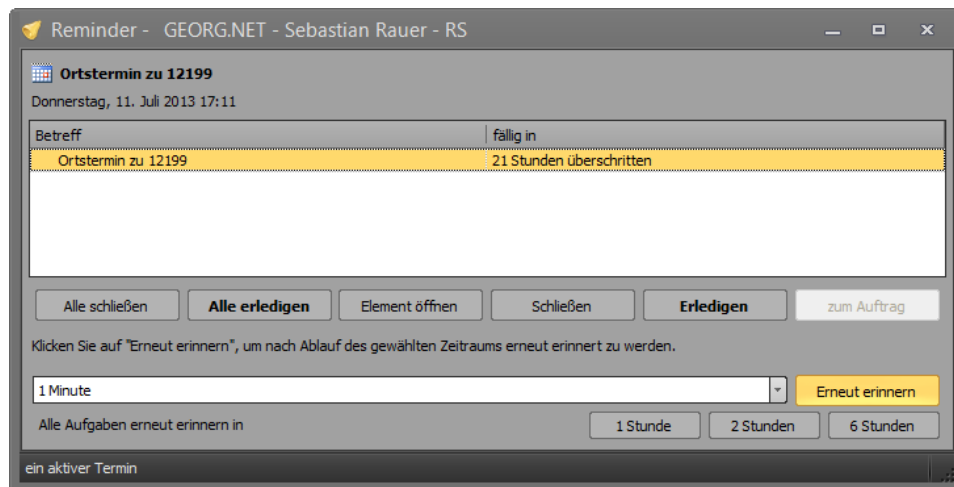 Reminder - GEORG.NET - Sebastian Rauer - RS
Ortstermin zu 12199
Donnerstag, 11. Juli 2013 17:11
Betreff fällig in
Ortstermin zu 12199 21 Stunden überschritten
Alle schließen Alle erledigen Element öffnen Schließen Erledigen zum Auftrag
Klicken Sie auf "Erneut erinnern", um nach Ablauf des gewählten Zeitraums erneut erinnert zu werden.
1 Minute Erneut erinnern
Alle Aufgaben erneut erinnern in 1 Stunde 2 Stunden 6 Stunden
ein aktiver Termin